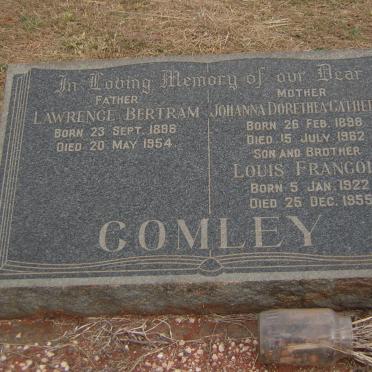 In Loving Memory of our Dear
FATHER
LAWRENCE BERTRAM
BORN 23 SEPT. 1898
DIED 20 MAY 1954.
MOTHER
JOHANNA DORETHEA
BORN 26 FEB. 1898
DIED 15 JULY 1962
SON AND BROTHER
LOUIS
BORN 5 JAN. 1922
DIED 25 DEC. 1955
COMLEY